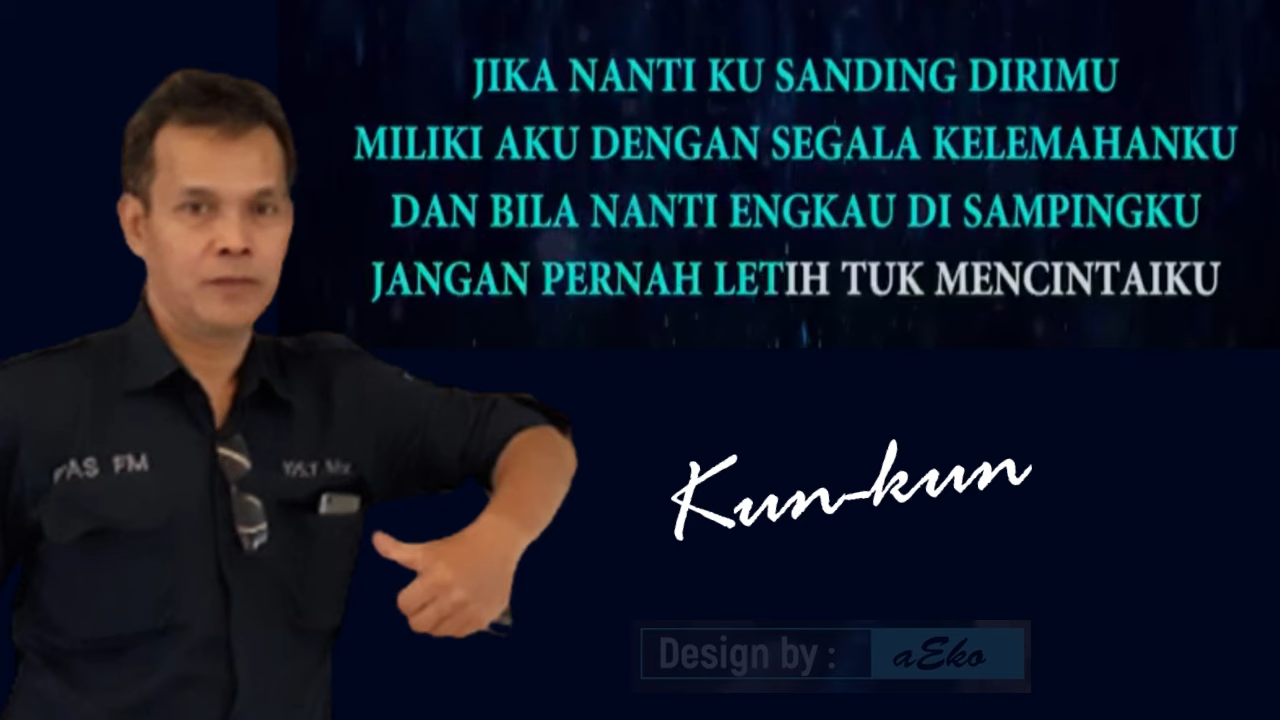 JIKA NANTI KU SANDING DIRIMU
MILIKI AKU DENGAN SEGALA KELEMAHANKU
DAN BILA NANTI ENGKAU DI SAMPINGKU
JANGAN PERNAH LETIH TUK MENCINTAIKU
FM
Kun-kun
Design by : aEko